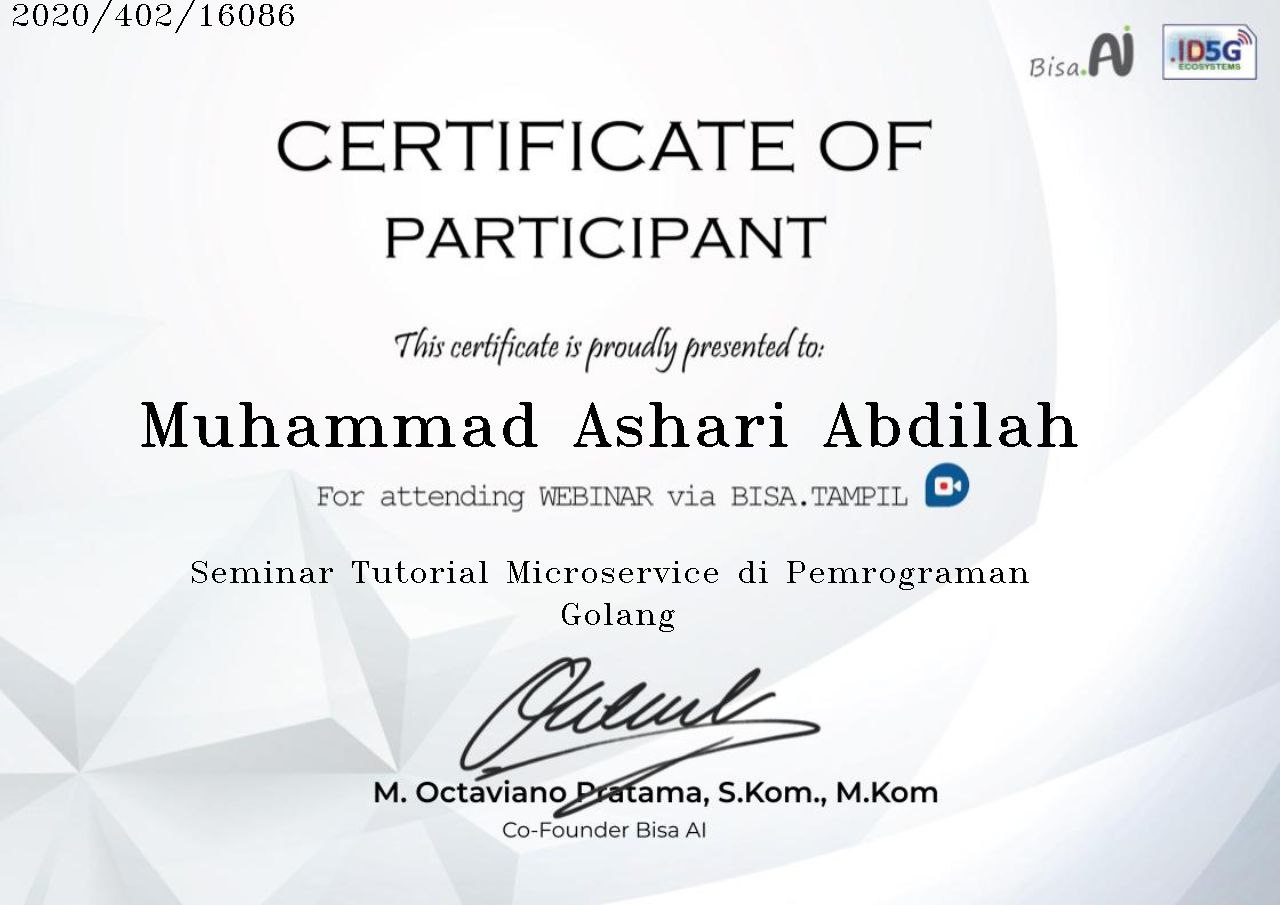 2020/402/16086
Bisa.AI
.ID5G
ECOSYSTEMS
CERTIFICATE OF
PARTICIPANT
This certificate is proudly presented to:
Muhammad Ashari Abdilah
For attending WEBINAR via BISA.TAMPIL
Seminar Tutorial Microservice di Pemrograman
Golang
M. Octaviano Pratama, S.Kom., M.Kom
Co-Founder Bisa AI